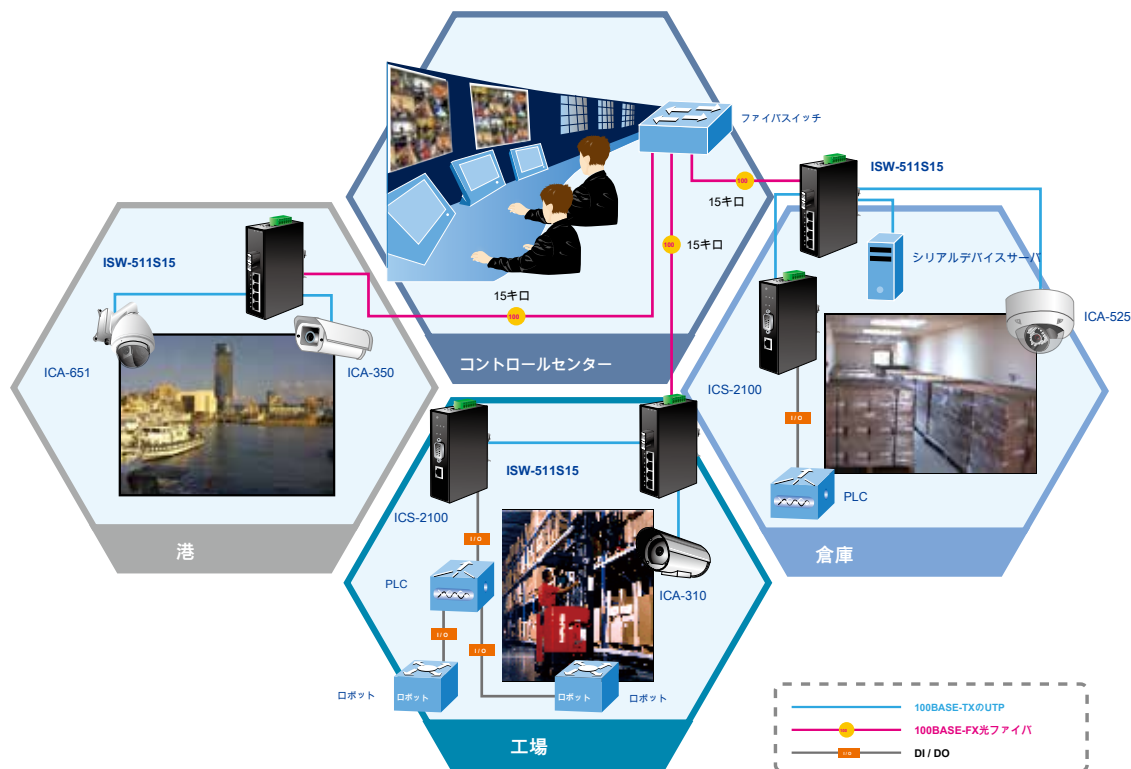 ファイバスイッチ
ISW-511S15
100
15キロ
シリアルデバイスサーバ
ICA-525
100
15キロ
ICS-2100
I/O
PLC
倉庫
ISW-511S15
15キロ
100
ICA-651
ICA-350
港
コントロールセンター
ISW-511S15
ICS-2100
I/O
PLC
ICA-310
I/O
I/O
ロボット
ロボット
ロボット
ロボット
工場
100BASE-TXのUTP
100
100BASE-FX光ファイバ
I/O
DI / DO